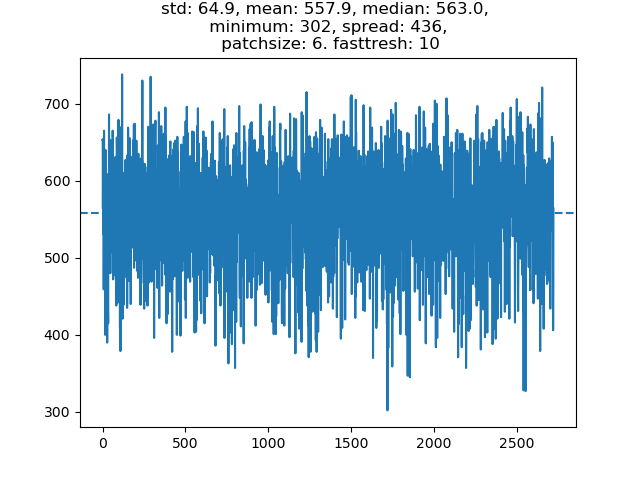 std: 64.9, mean: 557.9, median: 563.0,
minimum: 302, spread: 436,
patchsize: 6. fasttresh: 10
700
600
500
400
300
0 500 1000 1500 2000 2500